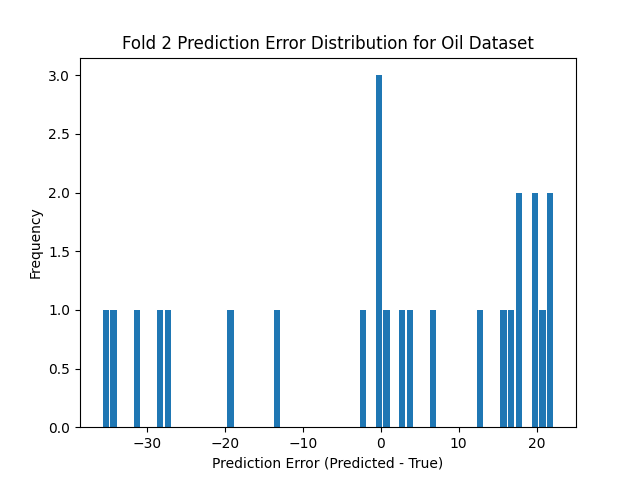 Fold 2 Prediction Error Distribution for Oil Dataset
3.0
2.5
2.0
1.5
1.0
0.5
0.0
Frequency
−30 −20 −10 0 10 20
Prediction Error (Predicted - True)